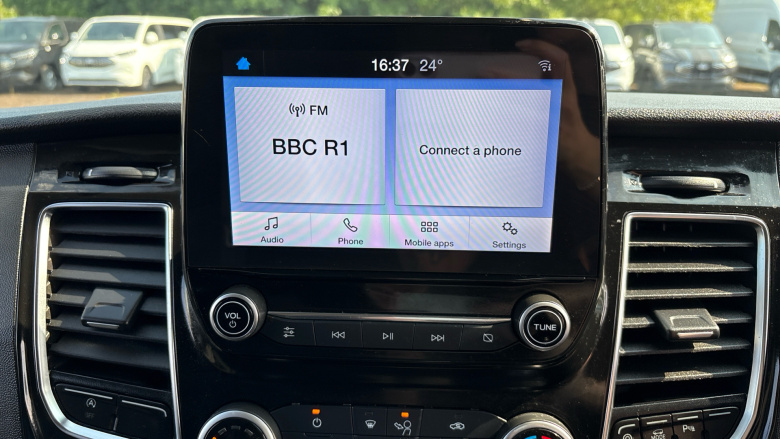 16:37 24°
FM
BBC R1
Connect a phone
Audio Phone Mobile apps Settings
VOL TUNE